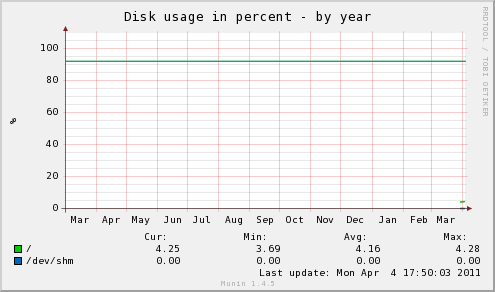 Disk usage in percent - by year
RRDTOOL / TOBI OETIKER
100
80
60
40
20
0
%
Mar Apr May Jun Jul Aug Sep Oct Nov Dec Jan Feb Mar
Cur: Min: Avg: Max:
/ 4.25 3.69 4.16 4.28
/dev/shm 0.00 0.00 0.00 0.00
Last update: Mon Apr 4 17:50:03 2011
Munin 1.4.5